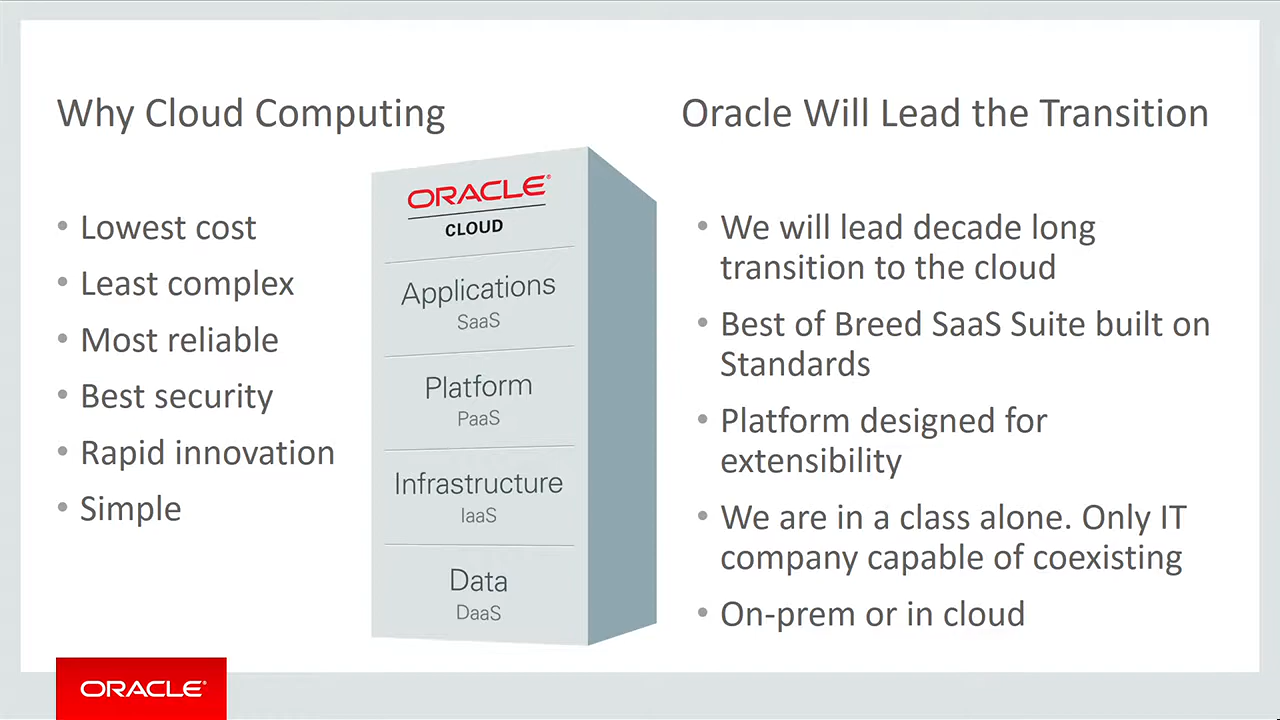 Why Cloud Computing
• Lowest cost
• Least complex
• Most reliable
• Best security
• Rapid innovation
• Simple
ORACLE®
CLOUD
Applications
SaaS
Platform
PaaS
Infrastructure
IaaS
Data
DaaS
Oracle Will Lead the Transition
• We will lead decade long
transition to the cloud
• Best of Breed SaaS Suite built on
Standards
• Platform designed for
extensibility
• We are in a class alone. Only IT
company capable of coexisting
• On-prem or in cloud
ORACLE®